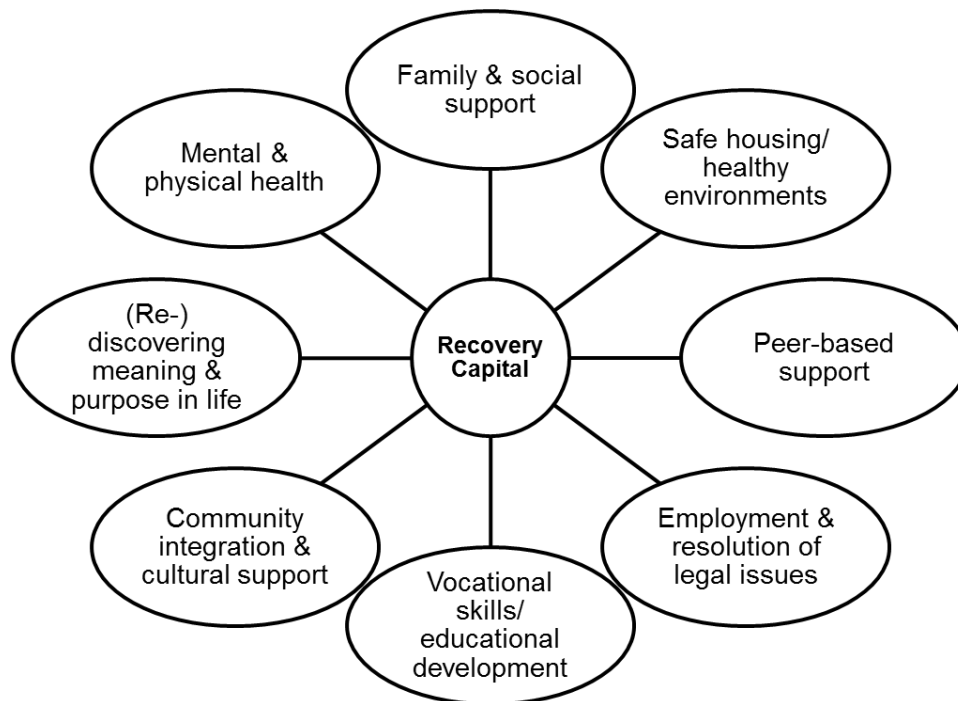 Family & social
support
Mental &
physical health
Safe housing/
healthy
environments
(Re-)
discovering
meaning &
purpose in life
Recovery
Capital
Peer-based
support
Community
integration &
cultural support
Employment &
resolution of
legal issues
Vocational
skills/
educational
development